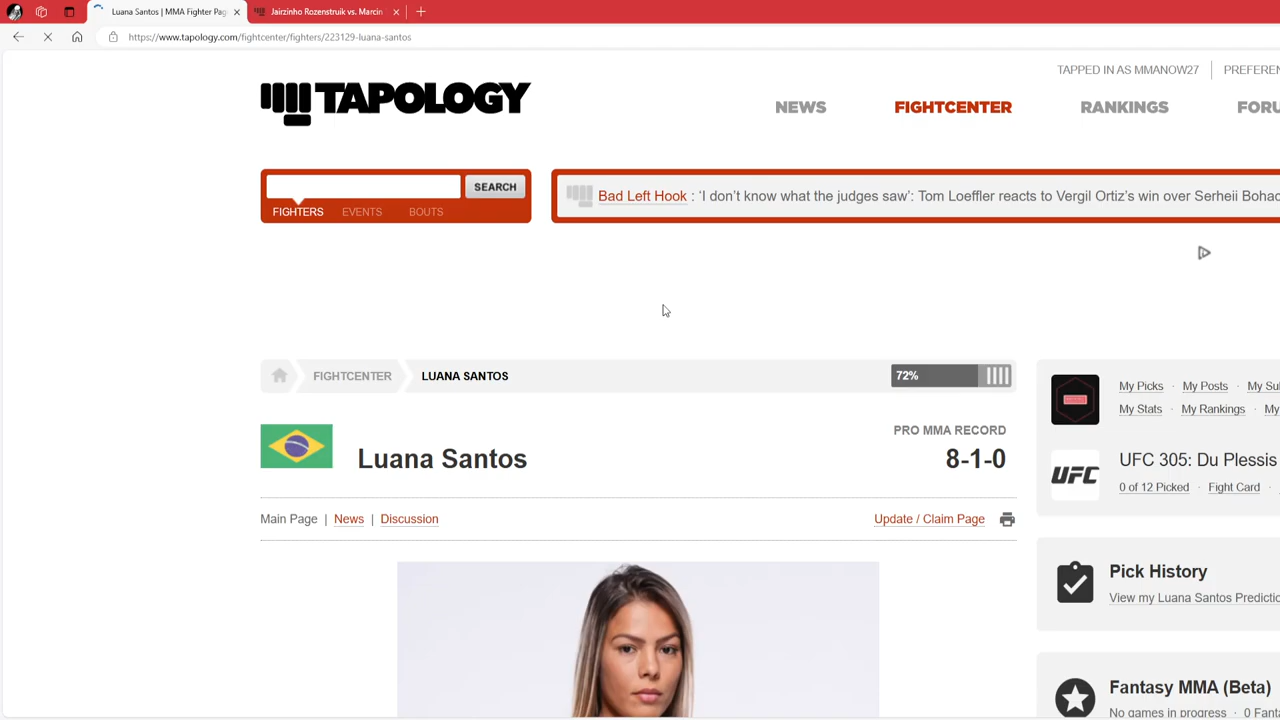 Luana Santos | MMA Fighter Pag
Jairzinho Rozenstruik vs. Marcin
https://www.tapology.com/fightcenter/fighters/223129-luana-santos
TAPPED IN AS MMANOW27
PREFEREN
TAPOLOGY
NEWS
FIGHTCENTER
RANKINGS
FORU
SEARCH
FIGHTERS
EVENTS
BOUTS
Bad Left Hook : ‘I don’t know what the judges saw’: Tom Loeffler reacts to Vergil Ortiz’s win over Serheii Bohac
FIGHTCENTER
LUANA SANTOS
72%
My Picks · My Posts · My Su
My Stats · My Rankings · My
PRO MMA RECORD
Luana Santos
8-1-0
UFC
UFC 305: Du Plessis
0 of 12 Picked · Fight Card ·
Main Page | News | Discussion
Update / Claim Page
Pick History
View my Luana Santos Predictio
Fantasy MMA (Beta)
No games in progress · 0 Fant